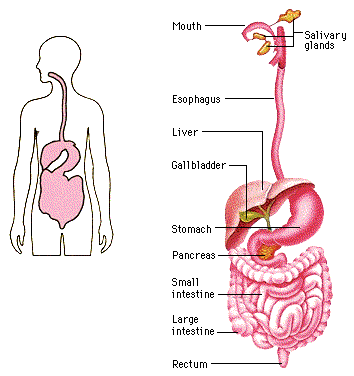 Mouth
Salivary
glands
Esophagus
Liver
Gallbladder
Stomach
Pancreas
Small
intestine
Large
intestine
Rectum